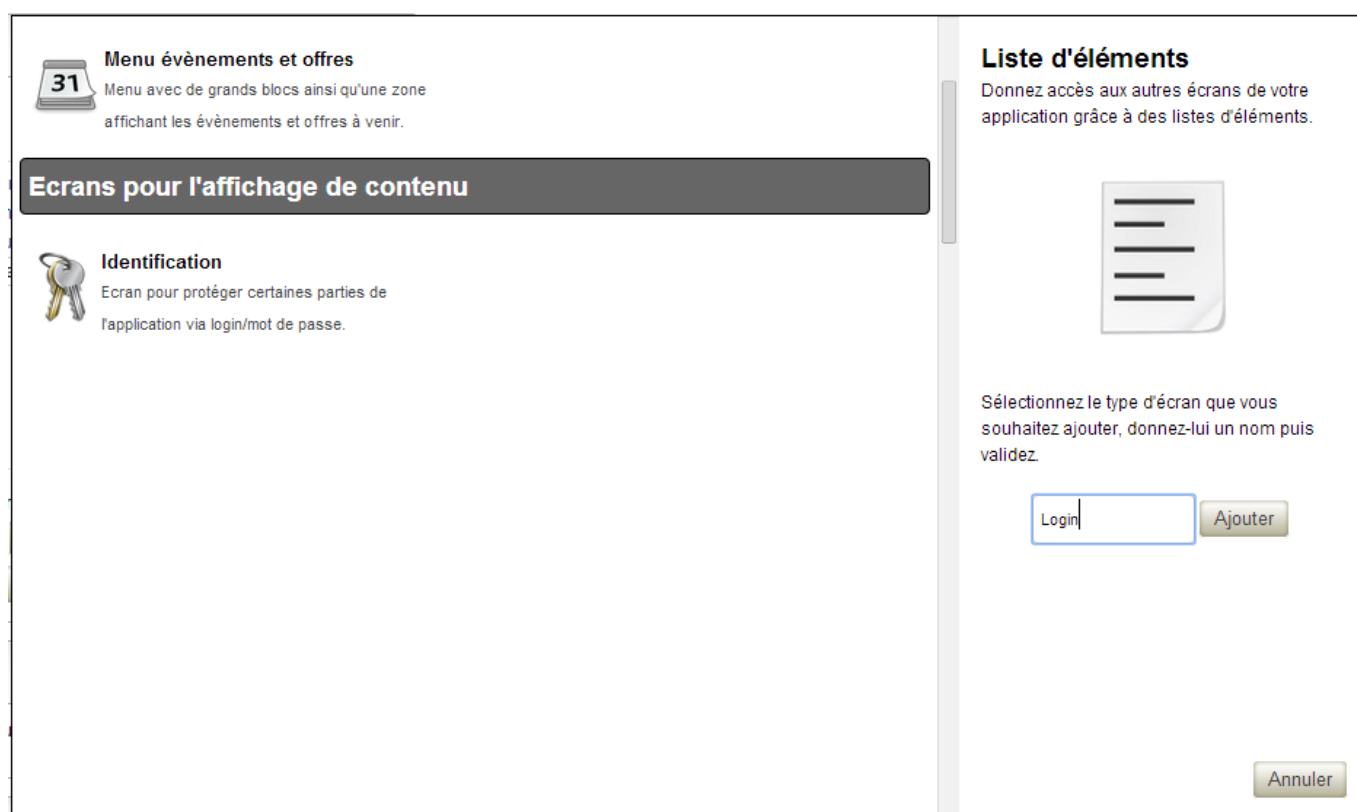 Menu évènements et offres
31
Menu avec de grands blocs ainsi qu'une zone
affichant les évènements et offres à venir.
Ecrans pour l'affichage de contenu
Identification
Ecran pour protéger certaines parties de
l'application via login/mot de passe.
Liste d'éléments
Donnez accès aux autres écrans de votre
application grâce à des listes d'éléments.
Sélectionnez le type d'écran que vous
souhaitez ajouter, donnez-lui un nom puis
validez.
Login
Ajouter
Annuler